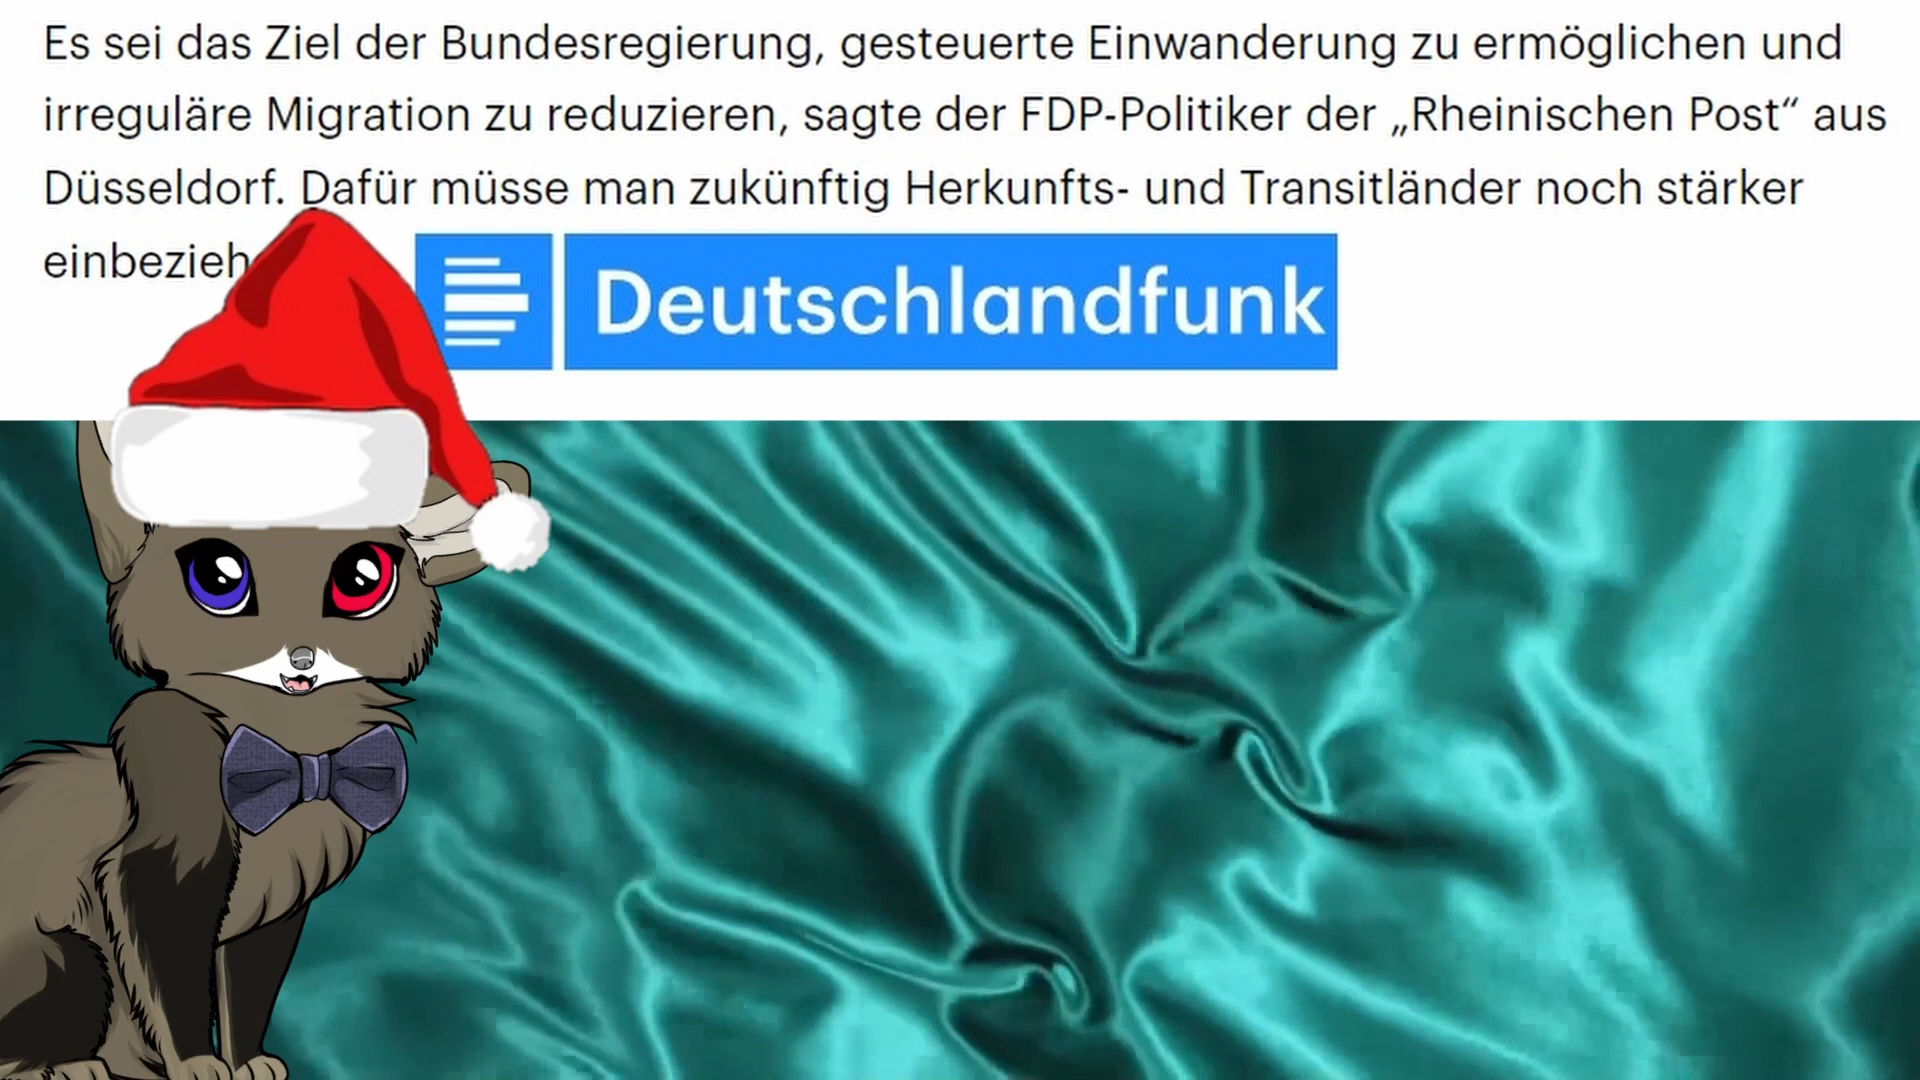 Es sei das Ziel der Bundesregierung, gesteuerte Einwanderung zu ermöglichen und
irreguläre Migration zu reduzieren, sagte der FDP-Politiker der „Rheinischen Post“ aus
Düsseldorf. Dafür müsse man zukünftig Herkunfts- und Transitländer noch stärker
einbezieh
Deutschlandfunk